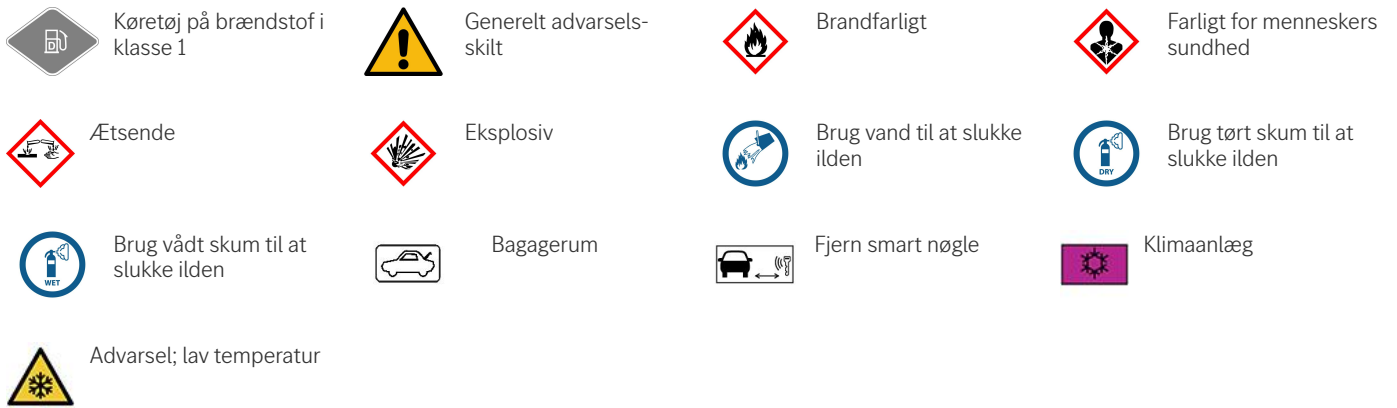 Køretøj på brændstof i
klasse 1
D
Generelt advarsels-
skilt
Brandfarligt
Farligt for menneskers
sundhed
Ætsende
Eksplosiv
Brug vand til at slukke
ilden
Brug tørt skum til at
slukke ilden
DRY
Brug vådt skum til at
slukke ilden
WET
Bagagerum
Fjern smart nøgle
Klimaanlæg
Advarsel; lav temperatur